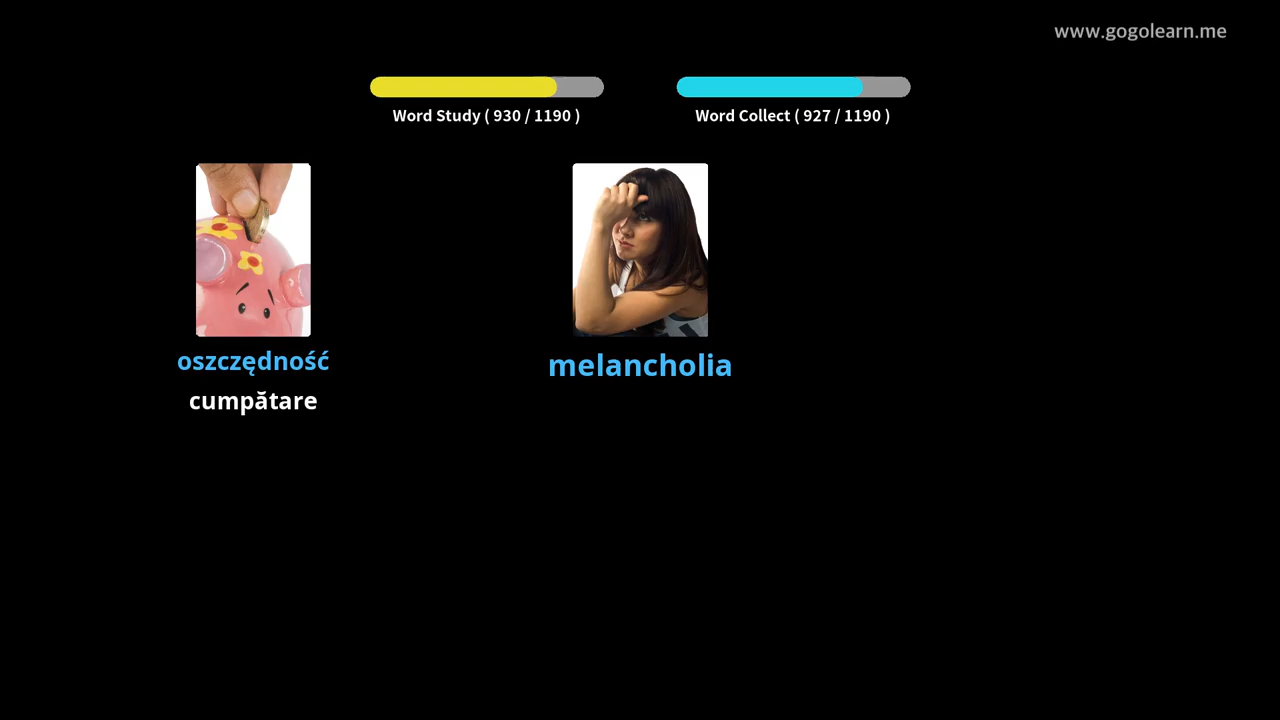 www.gogolearn.me
Word Study ( 930 / 1190 )
Word Collect ( 927 / 1190 )
oszczędność
cumpătare
melancholia